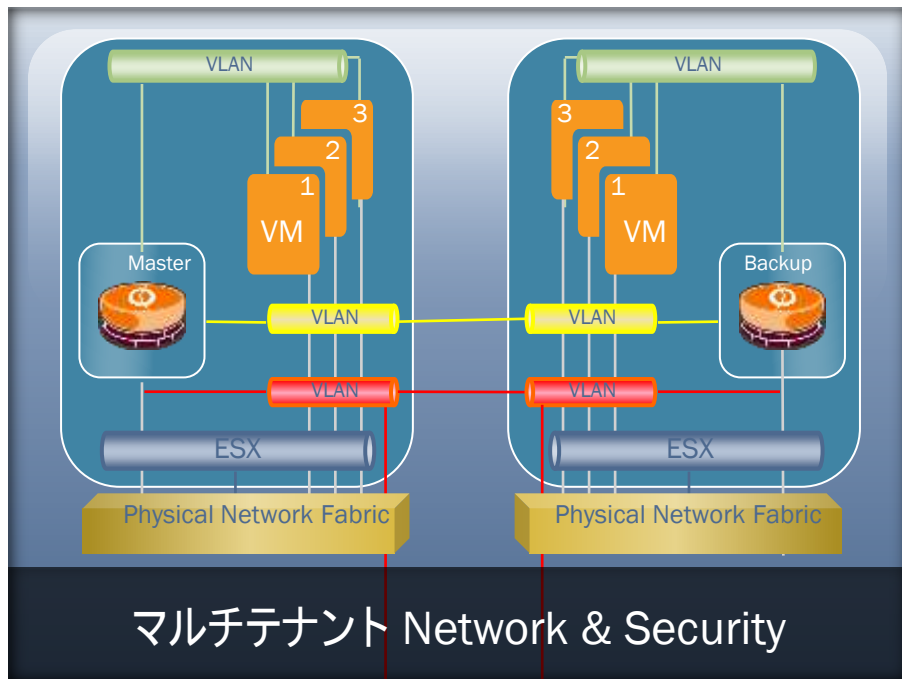 VLAN
VLAN
3
2
1
VM
3
2
1
VM
Master
Backup
VLAN
VLAN
VLAN
VLAN
ESX
ESX
Physical Network Fabric
Physical Network Fabric
マルチテナント Network & Security